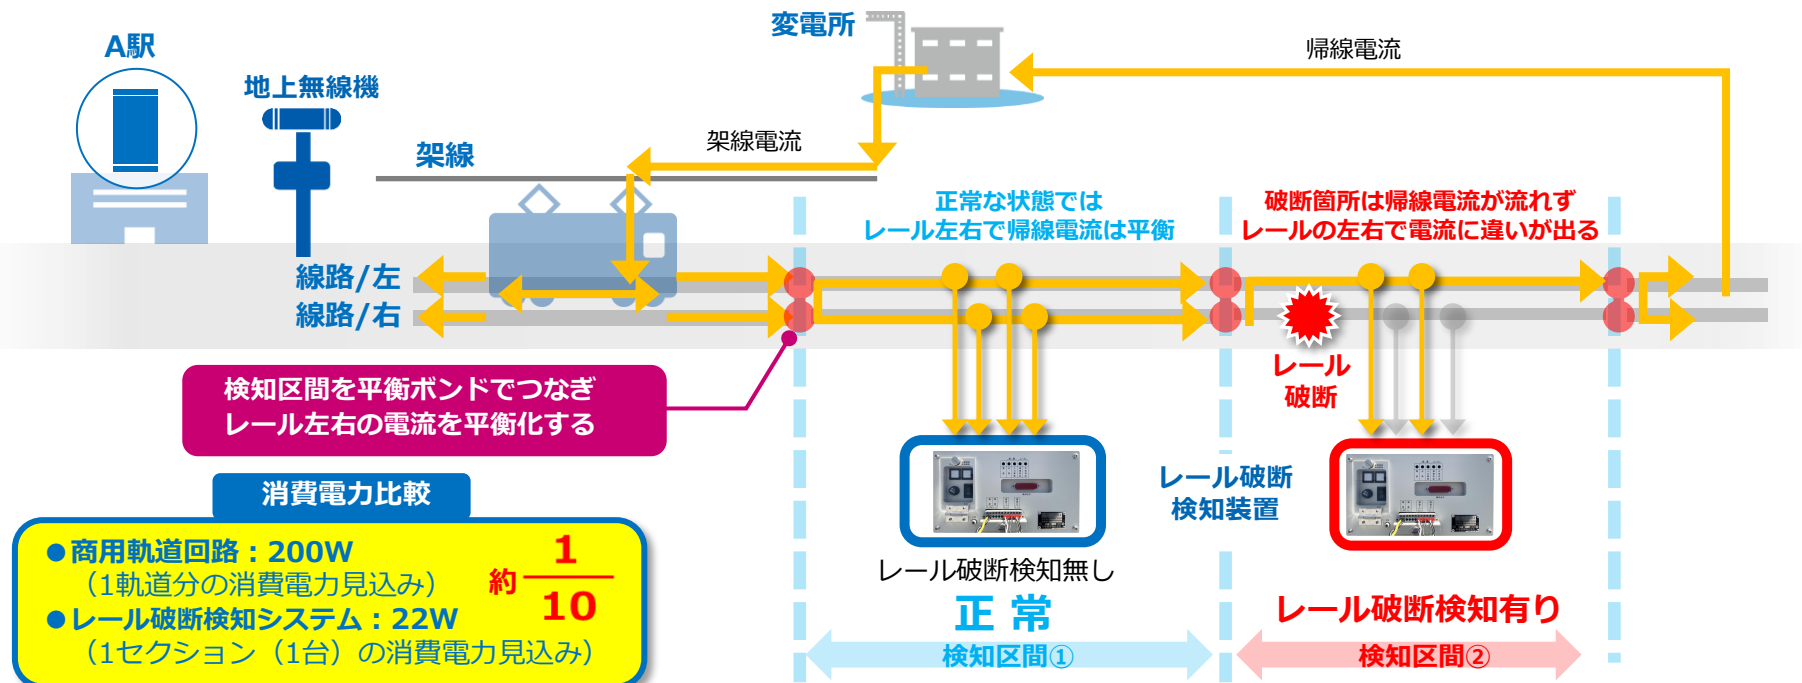 変電所
A駅
帰線電流
地上無線機
架線電流
架線
正常な状態では
レール左右で帰線電流は平衡
破断箇所は帰線電流が流れず
レールの左右で電流に違いが出る
線路/左
線路/右
レール
破断
検知区間を平衡ボンドでつなぎ
レール左右の電流を平衡化する
消費電力比較
●商用軌道回路：200W
（1軌道分の消費電力見込み）
●レール破断検知システム：22W
（1セクション（1台）の消費電力見込み）
約 1
10
レール破断
検知装置
レール破断検知無し
正 常
検知区間①
レール破断検知有り
検知区間②